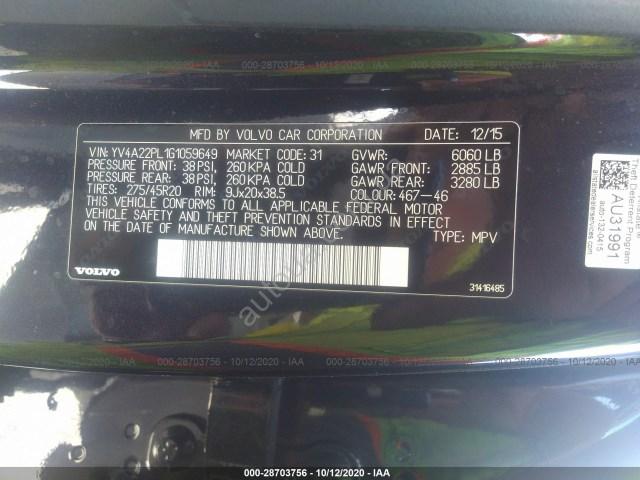 000-28703756 - 10/12/2020 - IAA
MFD BY VOLVO CAR CORPORATION DATE: 12/15
VIN: YV4A22PL1G1059649 MARKET CODE: 31 GVWR: 6060 LB
PRESSURE FRONT: 38 PSI, 260 KPA COLD GAWR FRONT: 2885 LB
PRESSURE REAR: 38 PSI, 260 KPA COLD GAWR REAR: 3280 LB
TIRES: 275/45R20 RIM: 9Jx20x38.5 COLOUR: 467-46
THIS VEHICLE CONFORMS TO ALL APPLICABLE FEDERAL MOTOR
VEHICLE SAFETY AND THEFT PREVENTION STANDARDS IN EFFECT
ON THE DATE OF MANUFACTURE SHOWN ABOVE.
TYPE: MPV
VOLVO
31416485
Theft Deterrent Program
AU31991
auto 132-0415
000-28703756 - 10/12/2020 - IAA
000-28703756 - 10/12/2020 - IAA